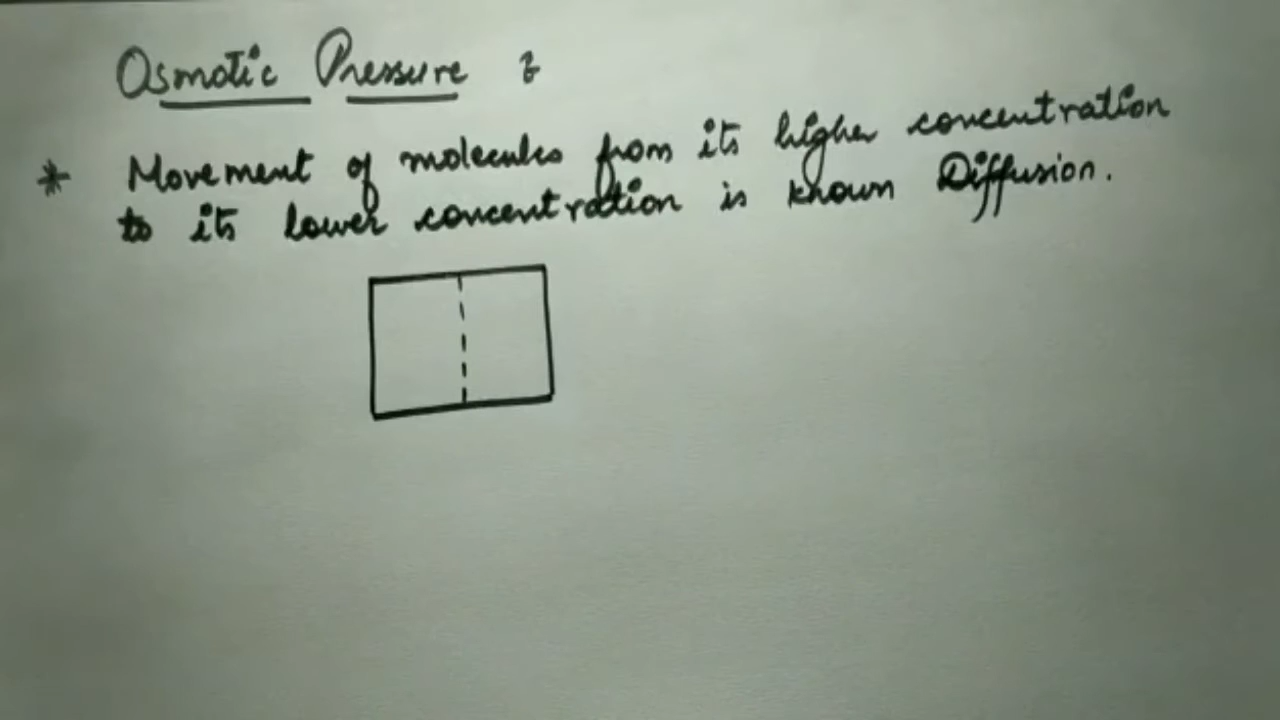 Osmotic Pressure :
* Movement of molecules from its higher concentration
to its lower concentration is known Diffusion.